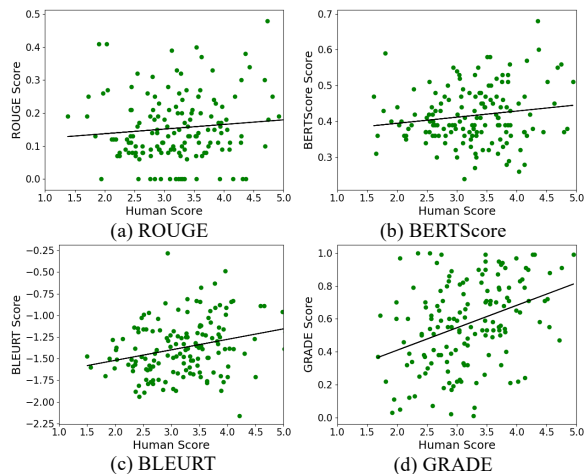 0.5
0.4
0.3
0.2
0.1
0.0
ROUGE Score
1.0 1.5 2.0 2.5 3.0 3.5 4.0 4.5 5.0
Human Score
(a) ROUGE
0.7
0.6
0.5
0.4
0.3
BERTScore Score
1.0 1.5 2.0 2.5 3.0 3.5 4.0 4.5 5.0
Human Score
(b) BERTScore
−0.25
−0.50
−0.75
−1.00
−1.25
−1.50
−1.75
−2.00
−2.25
BLEURT Score
1.0 1.5 2.0 2.5 3.0 3.5 4.0 4.5 5.0
Human Score
(c) BLEURT
1.0
0.8
0.6
0.4
0.2
0.0
GRADE Score
1.0 1.5 2.0 2.5 3.0 3.5 4.0 4.5 5.0
Human Score
(d) GRADE